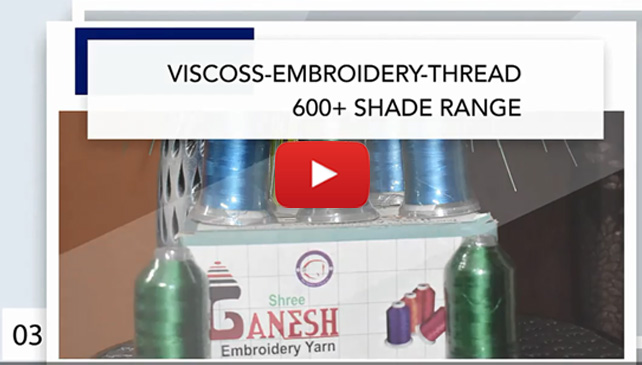 VISCOSS-EMBROIDERY-THREAD
600+ SHADE RANGE
Shree
GANESH
Embroidery Yarn
03